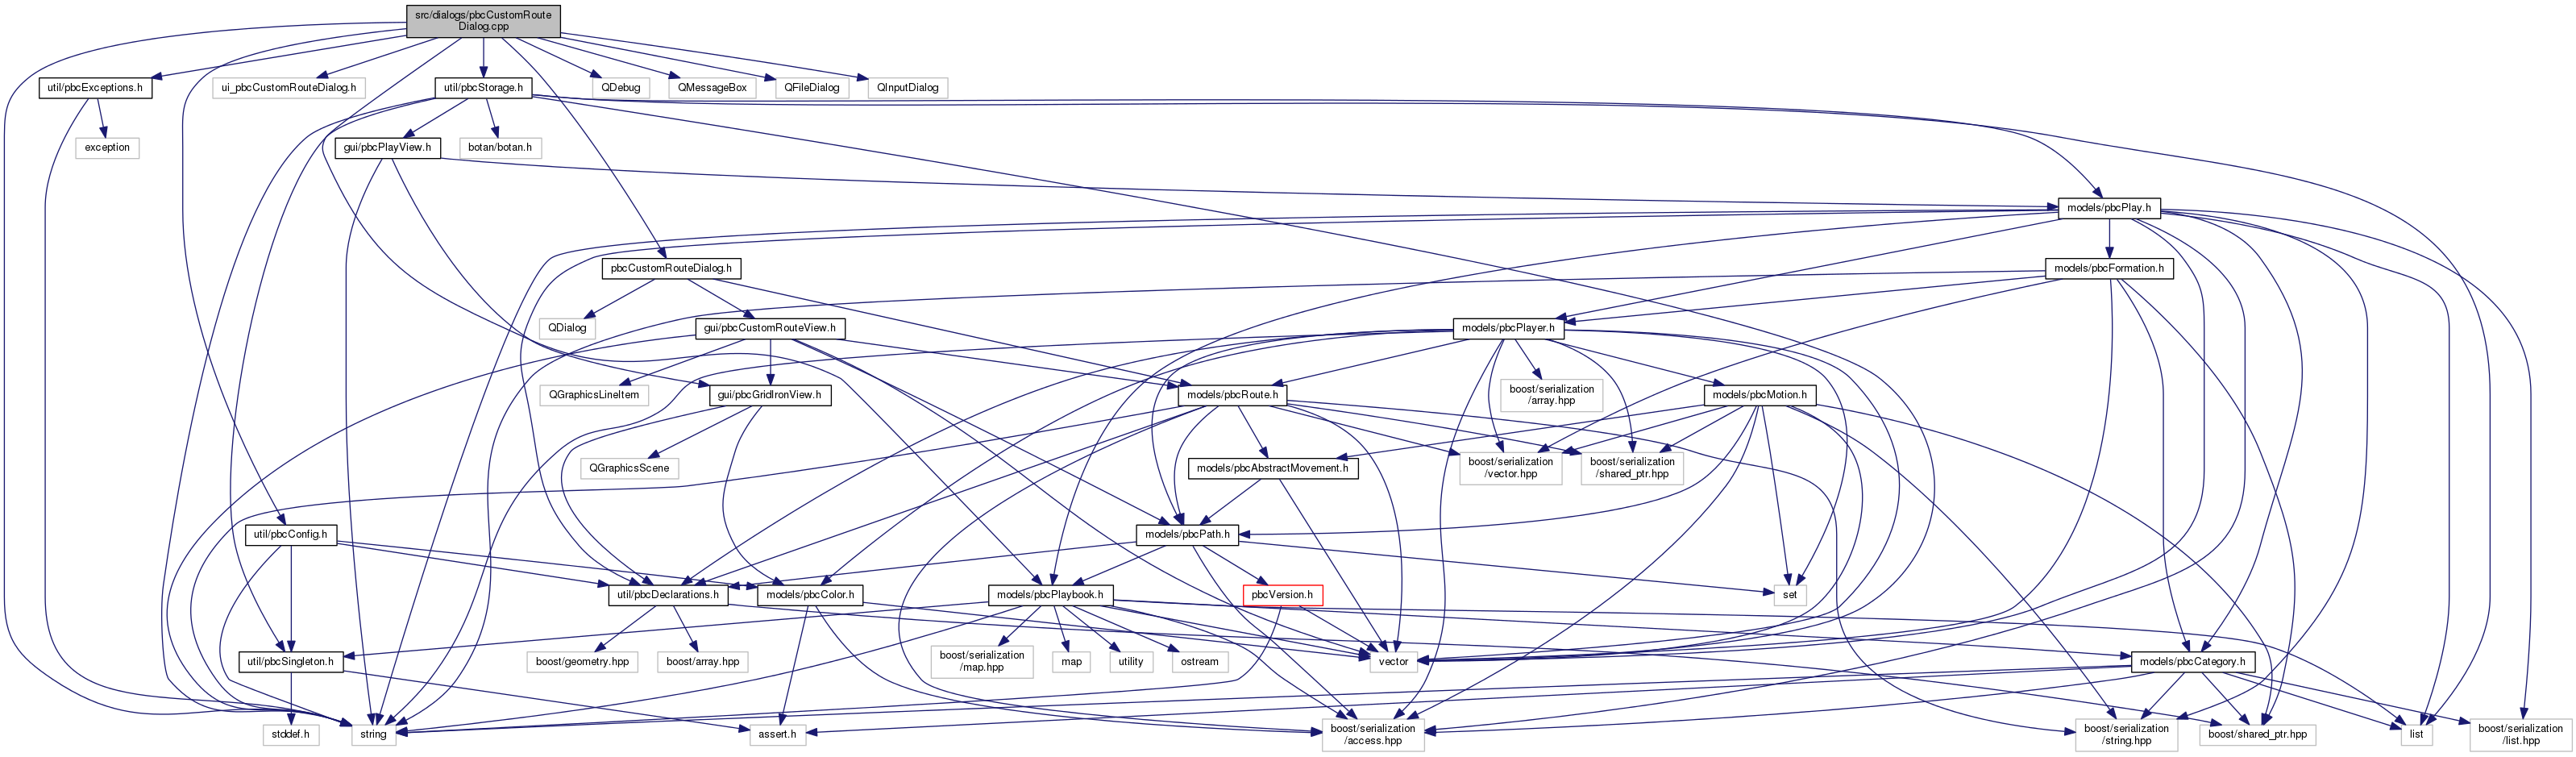 src/dialogs/pbcCustomRoute
Dialog.cpp
util/pbcExceptions.h
ui_pbcCustomRouteDialog.h
util/pbcStorage.h
QDebug
QMessageBox
QFileDialog
QInputDialog
exception
gui/pbcPlayView.h
botan/botan.h
models/pbcPlay.h
pbcCustomRouteDialog.h
models/pbcFormation.h
QDialog
gui/pbcCustomRouteView.h
models/pbcPlayer.h
QGraphicsLineItem
gui/pbcGridIronView.h
models/pbcRoute.h
boost/serialization
/array.hpp
models/pbcMotion.h
QGraphicsScene
models/pbcAbstractMovement.h
boost/serialization
/vector.hpp
boost/serialization
/shared_ptr.hpp
util/pbcConfig.h
models/pbcPath.h
util/pbcDeclarations.h
models/pbcColor.h
models/pbcPlaybook.h
pbcVersion.h
set
util/pbcSingleton.h
boost/geometry.hpp
boost/array.hpp
boost/serialization
/map.hpp
map
utility
ostream
vector
models/pbcCategory.h
stddef.h
string
assert.h
boost/serialization
/access.hpp
boost/serialization
/string.hpp
boost/shared_ptr.hpp
list
boost/serialization
/list.hpp